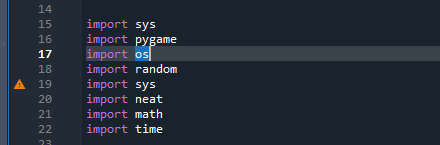 14
15 import sys
16 import pygame
17 import os
18 import random
19 import sys
20 import neat
21 import math
22 import time
23